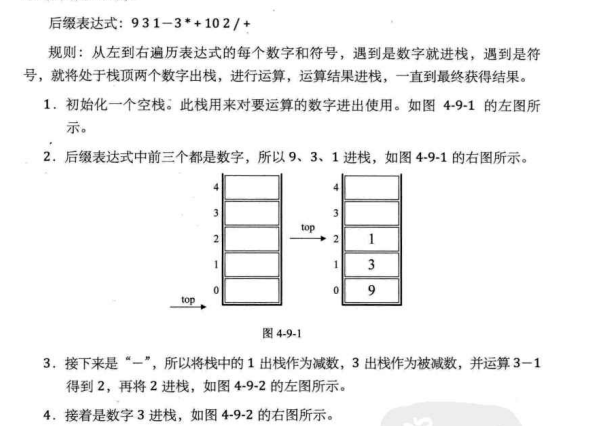 后缀表达式：9 3 1－3 * + 10 2 / +
规则：从左到右遍历表达式的每个数字和符号，遇到是数字就进栈，遇到是符
号，就将处于栈顶两个数字出栈，进行运算，运算结果进栈，一直到最终获得结果。
1．初始化一个空栈。此栈用来对要运算的数字进出使用。如图 4-9-1 的左图所
示。
2．后缀表达式中前三个都是数字，所以 9、3、1 进栈，如图 4-9-1 的右图所示。
4
3
2
1
0
top
top
4
3
2 1
1 3
0 9
图 4-9-1
3．接下来是“－”，所以将栈中的 1 出栈作为减数，3 出栈作为被减数，并运算 3－1
得到 2，再将 2 进栈，如图 4-9-2 的左图所示。
4．接着是数字 3 进栈，如图 4-9-2 的右图所示。